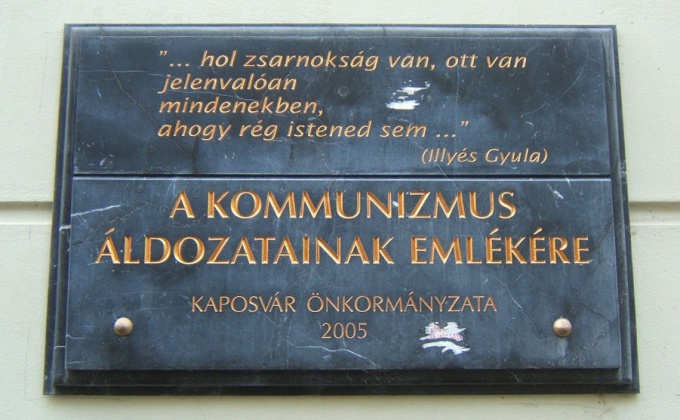 "... hol zsarnokság van, ott van
jelenvalóan
mindenekben,
ahogy rég istened sem ..."
(Illyés Gyula)
A KOMMUNIZMUS
ÁLDOZATAINAK EMLÉKÉRE
KAPOSVÁR ÖNKORMÁNYZATA
2005